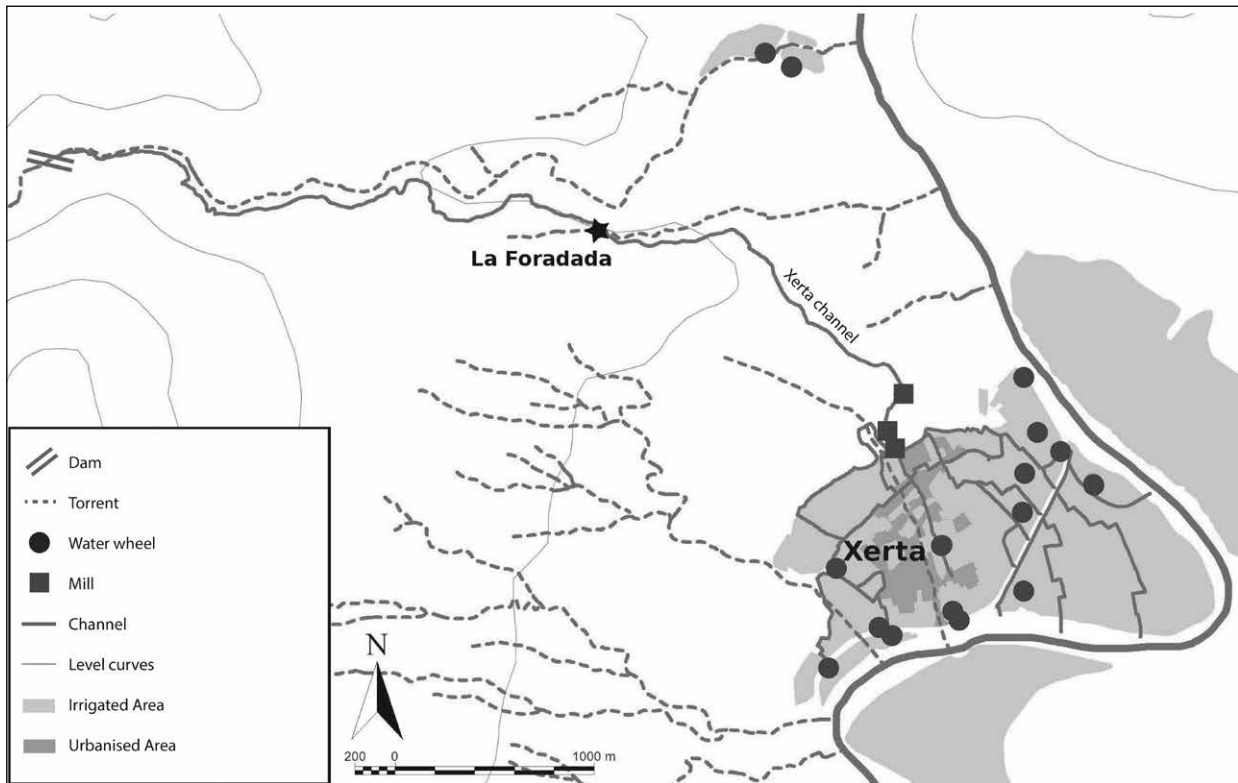 La Foradada
Xerta channel
Xerta
Dam
Torrent
Water wheel
Mill
Channel
Level curves
Irrigated Area
Urbanised Area
N
200 0 1000 m